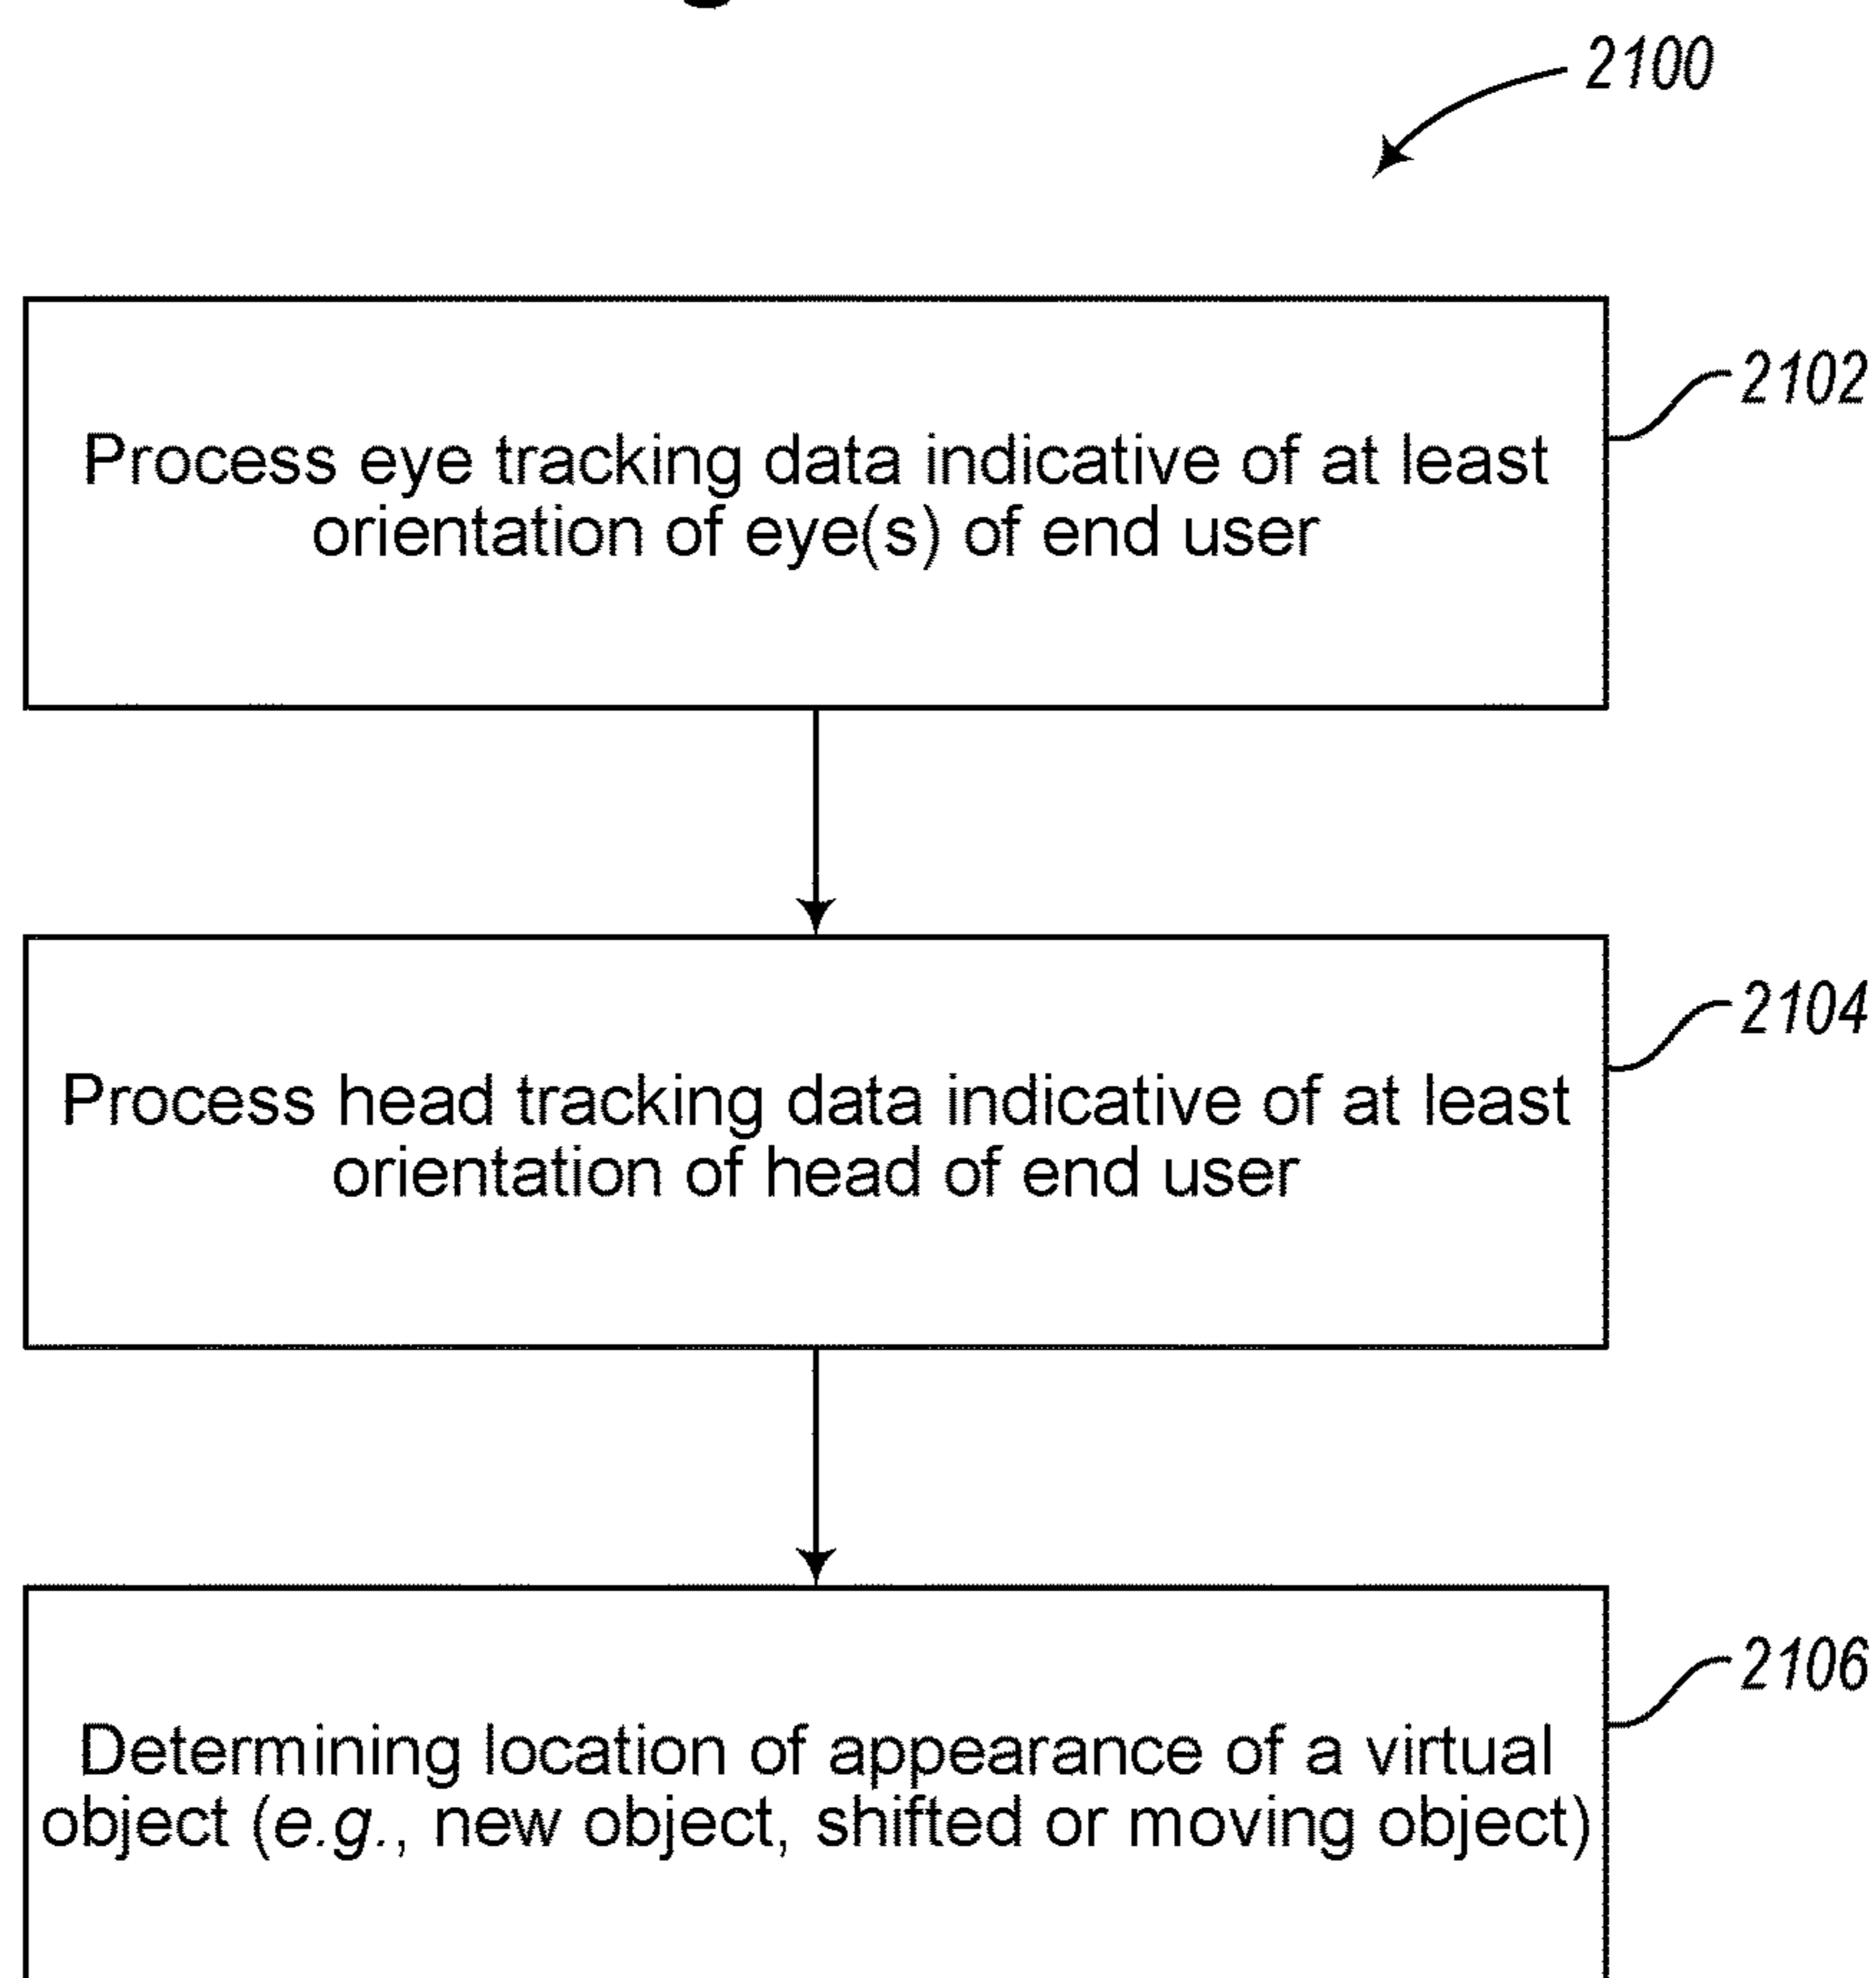 2100
Process eye tracking data indicative of at least
orientation of eye(s) of end user
2102
Process head tracking data indicative of at least
orientation of head of end user
2104
Determining location of appearance of a virtual
object (e.g., new object, shifted or moving object)
2106